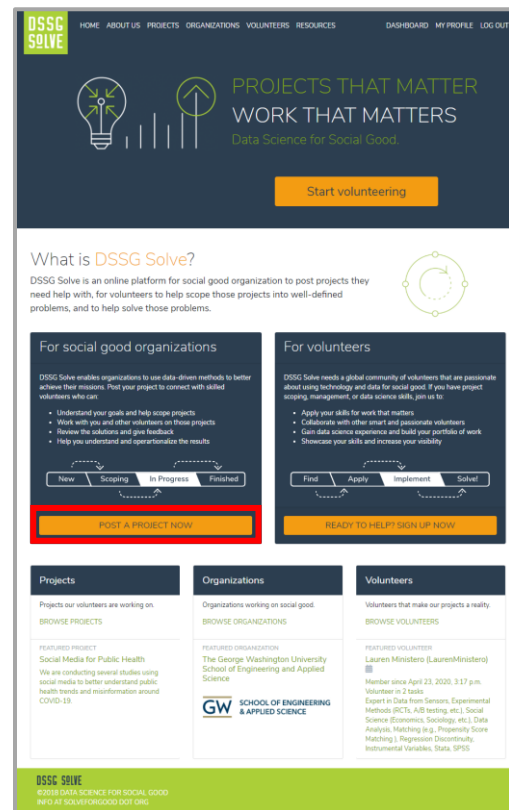 DSSG
SOLVE
HOME ABOUT US PROJECTS ORGANIZATIONS VOLUNTEERS RESOURCES DASHBOARD MY PROFILE LOG OUT
PROJECTS THAT MATTER
WORK THAT MATTERS
Data Science for Social Good.
Start volunteering
What is DSSG Solve?
DSSG Solve is an online platform for social good organization to post projects they
need help with, for volunteers to help scope those projects into well-defined
problems, and to help solve those problems.
For social good organizations
DSSG Solve enables organizations to use data-driven methods to better
achieve their missions. Post your project to connect with skilled
volunteers who can:
• Understand your goals and help scope projects
• Work with you and other volunteers on those projects
• Review the solutions and give feedback
• Help you understand and operartionalize the results
New Scoping In Progress Finished
POST A PROJECT NOW
For volunteers
DSSG Solve needs a global community of volunteers that are passionate
about using technology and data for social good. If you have project
scoping, management, or data science skills, join us to:
• Apply your skills for work that matters
• Collaborate with other smart and passionate volunteers
• Gain data science experience and build your portfolio of work
• Showcase your skills and increase your visibility
Find Apply Implement Solve!
READY TO HELP? SIGN UP NOW
Projects
Projects our volunteers are working on.
BROWSE PROJECTS
FEATURED PROJECT
Social Media for Public Health
We are conducting several studies using
social media to better understand public
health trends and misinformation around
COVID-19.
Organizations
Organizations working on social good.
BROWSE ORGANIZATIONS
FEATURED ORGANIZATION
The George Washington University
School of Engineering and Applied
Science
GW SCHOOL OF ENGINEERING
& APPLIED SCIENCE
Volunteers
Volunteers that make our projects a reality.
BROWSE VOLUNTEERS
FEATURED VOLUNTEER
Lauren Ministero (LaurenMinistero)
Member since April 23, 2020, 3:17 p.m.
Volunteer in 2 tasks
Expert in Data from Sensors, Experimental
Methods (RCTs, A/B testing, etc.), Social
Science (Economics, Sociology, etc.), Data
Analysis, Matching (e.g., Propensity Score
Matching ), Regression Discontinuity,
Instrumental Variables, Stata, SPSS
DSSG SOLVE
©2018 DATA SCIENCE FOR SOCIAL GOOD
INFO AT SOLVEFORGOOD DOT ORG